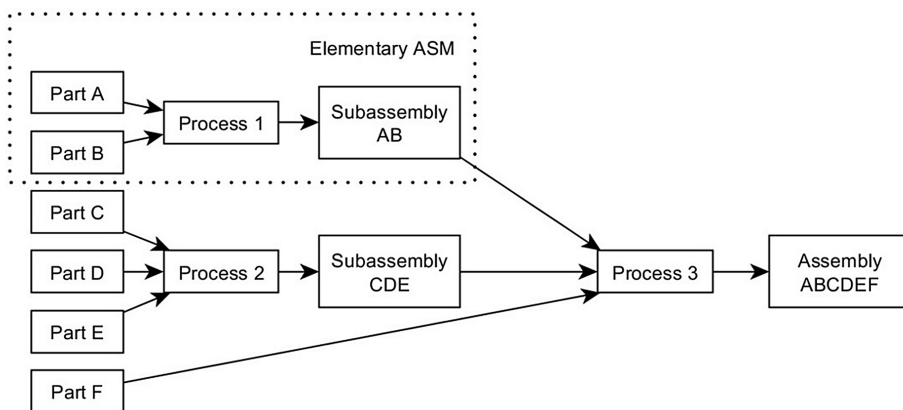 Elementary ASM
Part A
Part B
Process 1
Subassembly
AB
Part C
Part D
Part E
Process 2
Subassembly
CDE
Part F
Process 3
Assembly
ABCDEF